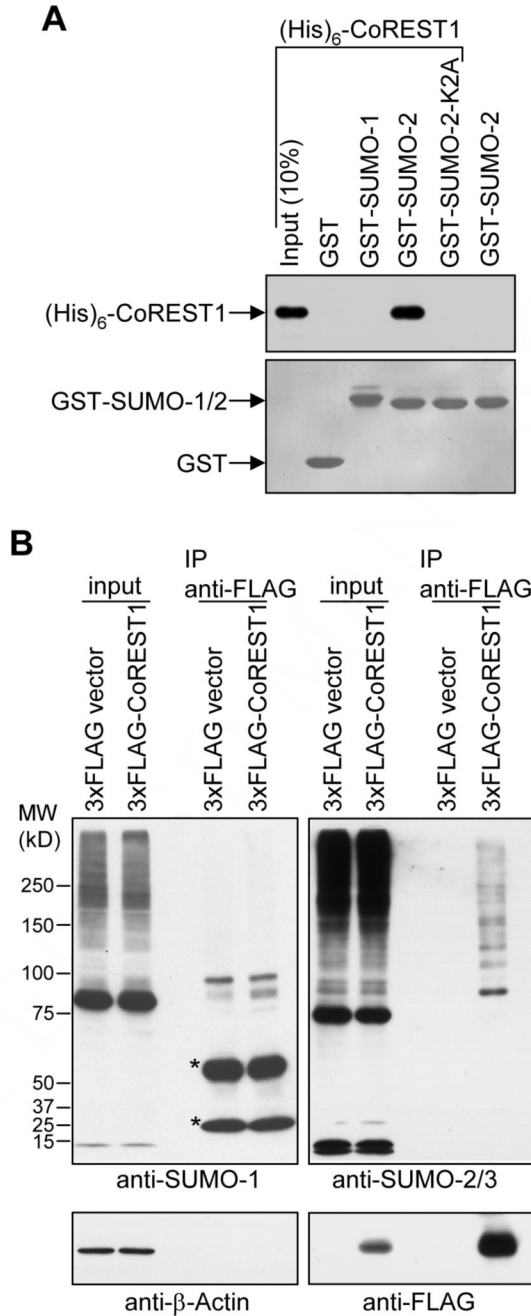 A
(His)6-CoREST1
Input (10%)
GST
GST-SUMO-1
GST-SUMO-2
GST-SUMO-2-K2A
GST-SUMO-2
(His)6-CoREST1
GST-SUMO-1/2
GST
B
input
IP
anti-FLAG
input
IP
anti-FLAG
3xFLAG vector
3xFLAG-CoREST1
3xFLAG vector
3xFLAG-CoREST1
3xFLAG vector
3xFLAG-CoREST1
3xFLAG vector
3xFLAG-CoREST1
MW
(kD)
250
150
100
75
50
37
25
15
*
*
anti-SUMO-1
anti-SUMO-2/3
anti-β-Actin
anti-FLAG